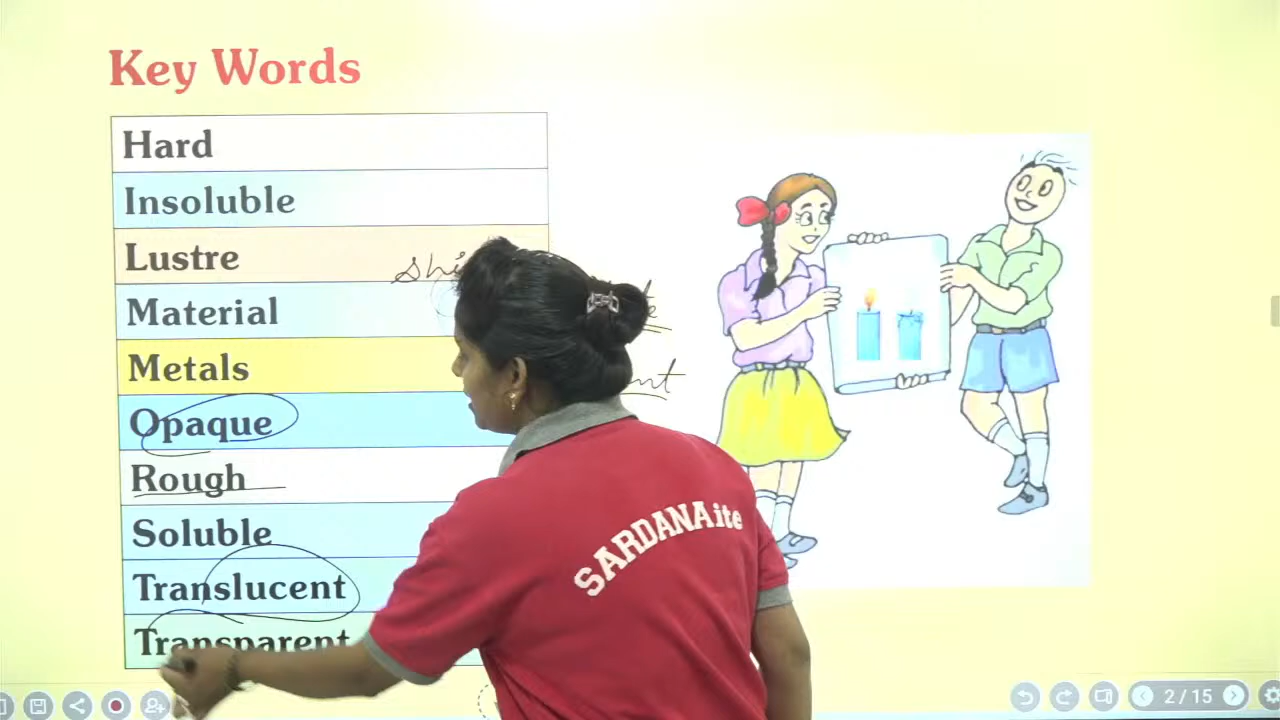 Key Words
Hard
Insoluble
Lustre
Material
Metals
Opaque
Rough
Soluble
Translucent
Transparent
SARDANAite
2 / 15